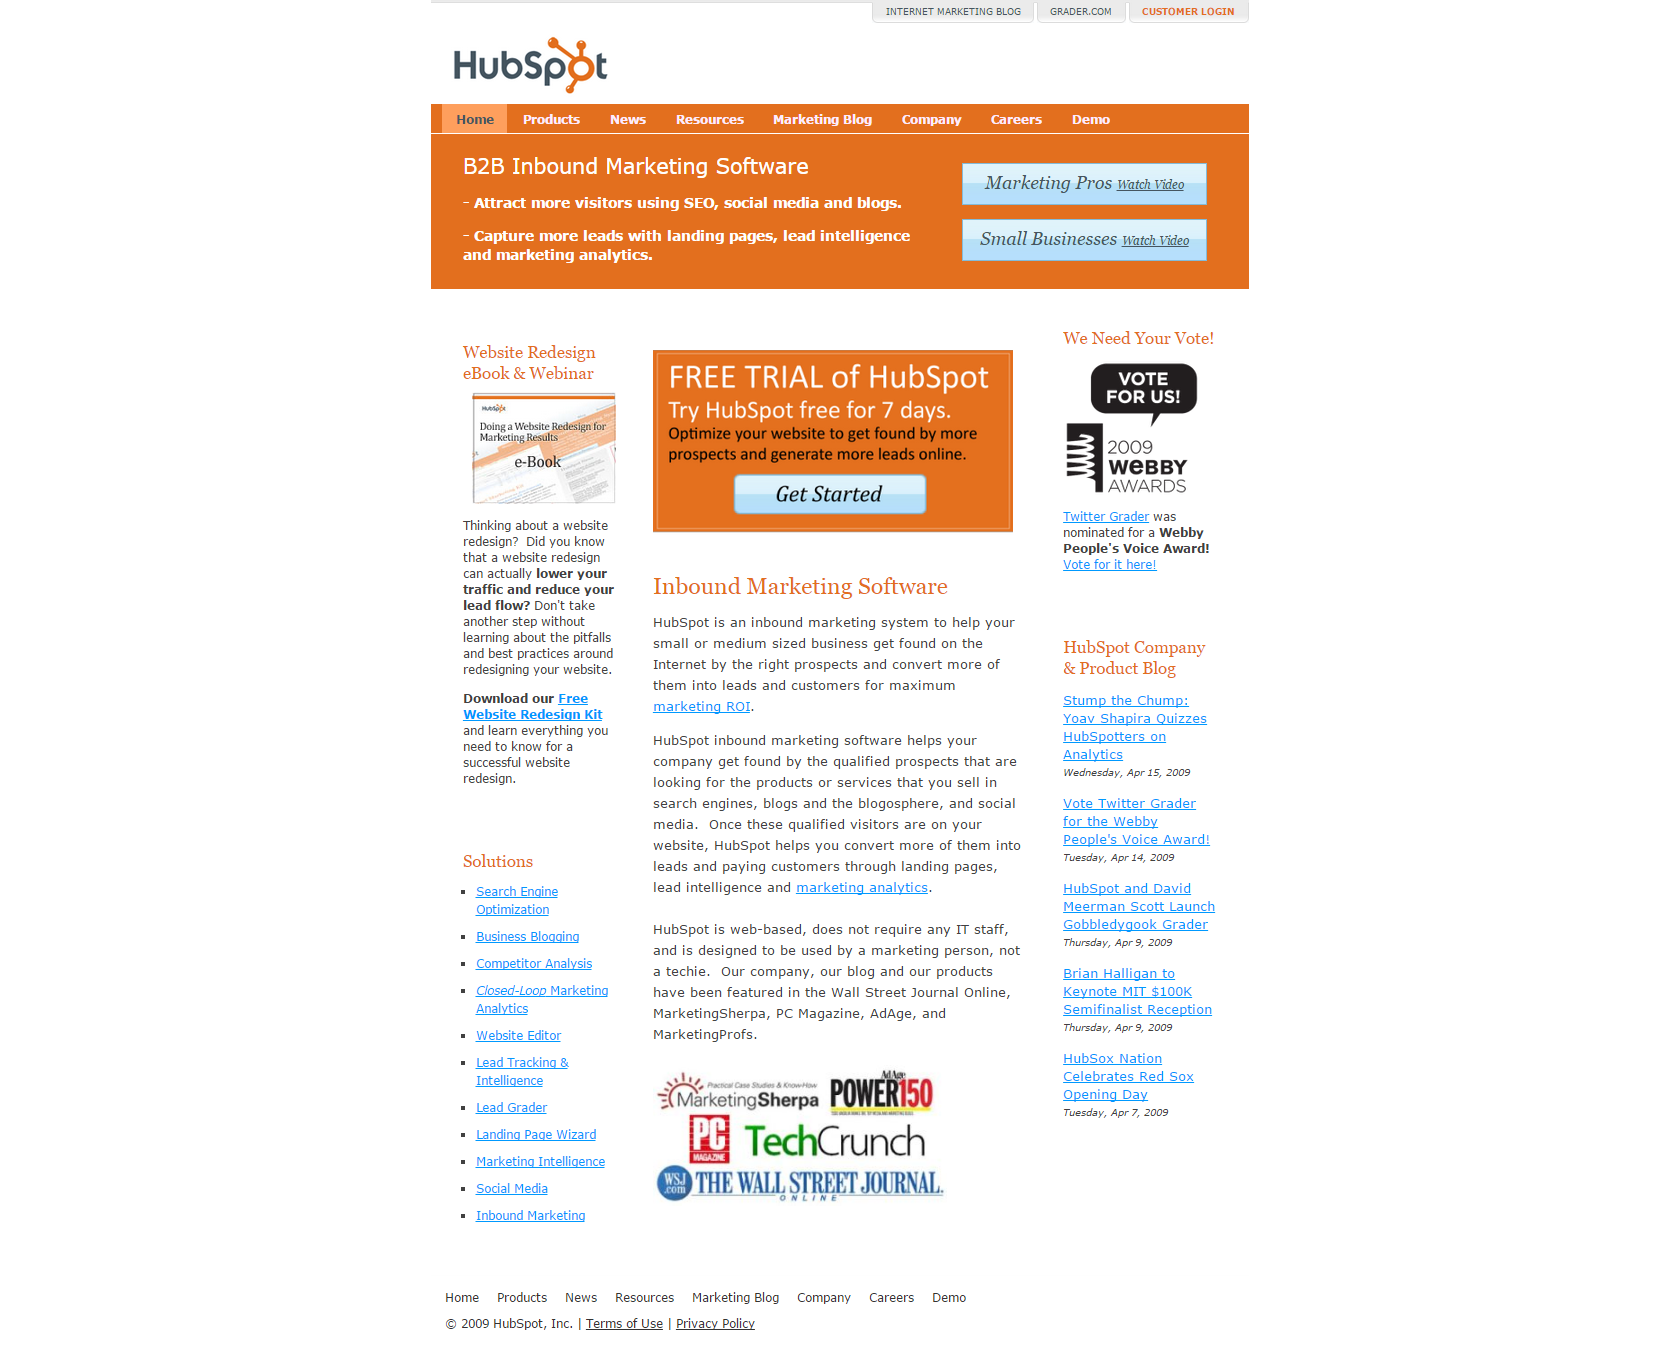 INTERNET MARKETING BLOG
GRADER.COM
CUSTOMER LOGIN
HubSpot
Home
Products
News
Resources
Marketing Blog
Company
Careers
Demo
B2B Inbound Marketing Software
- Attract more visitors using SEO, social media and blogs.
- Capture more leads with landing pages, lead intelligence
and marketing analytics.
Marketing Pros Watch Video
Small Businesses Watch Video
Website Redesign
eBook & Webinar
HubSpot
Doing a Website Redesign for
Marketing Results
e-Book
Thinking about a website
redesign?  Did you know
that a website redesign
can actually lower your
traffic and reduce your
lead flow? Don't take
another step without
learning about the pitfalls
and best practices around
redesigning your website.
Download our Free
Website Redesign Kit
and learn everything you
need to know for a
successful website
redesign.
Solutions
Search Engine
Optimization
Business Blogging
Competitor Analysis
Closed-Loop Marketing
Analytics
Website Editor
Lead Tracking &
Intelligence
Lead Grader
Landing Page Wizard
Marketing Intelligence
Social Media
Inbound Marketing
FREE TRIAL of HubSpot
Try HubSpot free for 7 days.
Optimize your website to get found by more
prospects and generate more leads online.
Get Started
Inbound Marketing Software
HubSpot is an inbound marketing system to help your
small or medium sized business get found on the
Internet by the right prospects and convert more of
them into leads and customers for maximum
marketing ROI.
HubSpot inbound marketing software helps your
company get found by the qualified prospects that are
looking for the products or services that you sell in
search engines, blogs and the blogosphere, and social
media.  Once these qualified visitors are on your
website, HubSpot helps you convert more of them into
leads and paying customers through landing pages,
lead intelligence and marketing analytics.
HubSpot is web-based, does not require any IT staff,
and is designed to be used by a marketing person, not
a techie.  Our company, our blog and our products
have been featured in the Wall Street Journal Online,
MarketingSherpa, PC Magazine, AdAge, and
MarketingProfs.
Practical Case Studies & Know-How
MarketingSherpa
AdAge
POWER150
PC
MAGAZINE
TechCrunch
WSJ
.com
THE WALL STREET JOURNAL.
ONLINE
We Need Your Vote!
VOTE
FOR US!
2009
WEBBY
AWARDS
Twitter Grader was
nominated for a Webby
People's Voice Award!
Vote for it here!
HubSpot Company
& Product Blog
Stump the Chump:
Yoav Shapira Quizzes
HubSpotters on
Analytics
Wednesday, Apr 15, 2009
Vote Twitter Grader
for the Webby
People's Voice Award!
Tuesday, Apr 14, 2009
HubSpot and David
Meerman Scott Launch
Gobbledygook Grader
Thursday, Apr 9, 2009
Brian Halligan to
Keynote MIT $100K
Semifinalist Reception
Thursday, Apr 9, 2009
HubSox Nation
Celebrates Red Sox
Opening Day
Tuesday, Apr 7, 2009
Home
Products
News
Resources
Marketing Blog
Company
Careers
Demo
© 2009 HubSpot, Inc. | Terms of Use | Privacy Policy